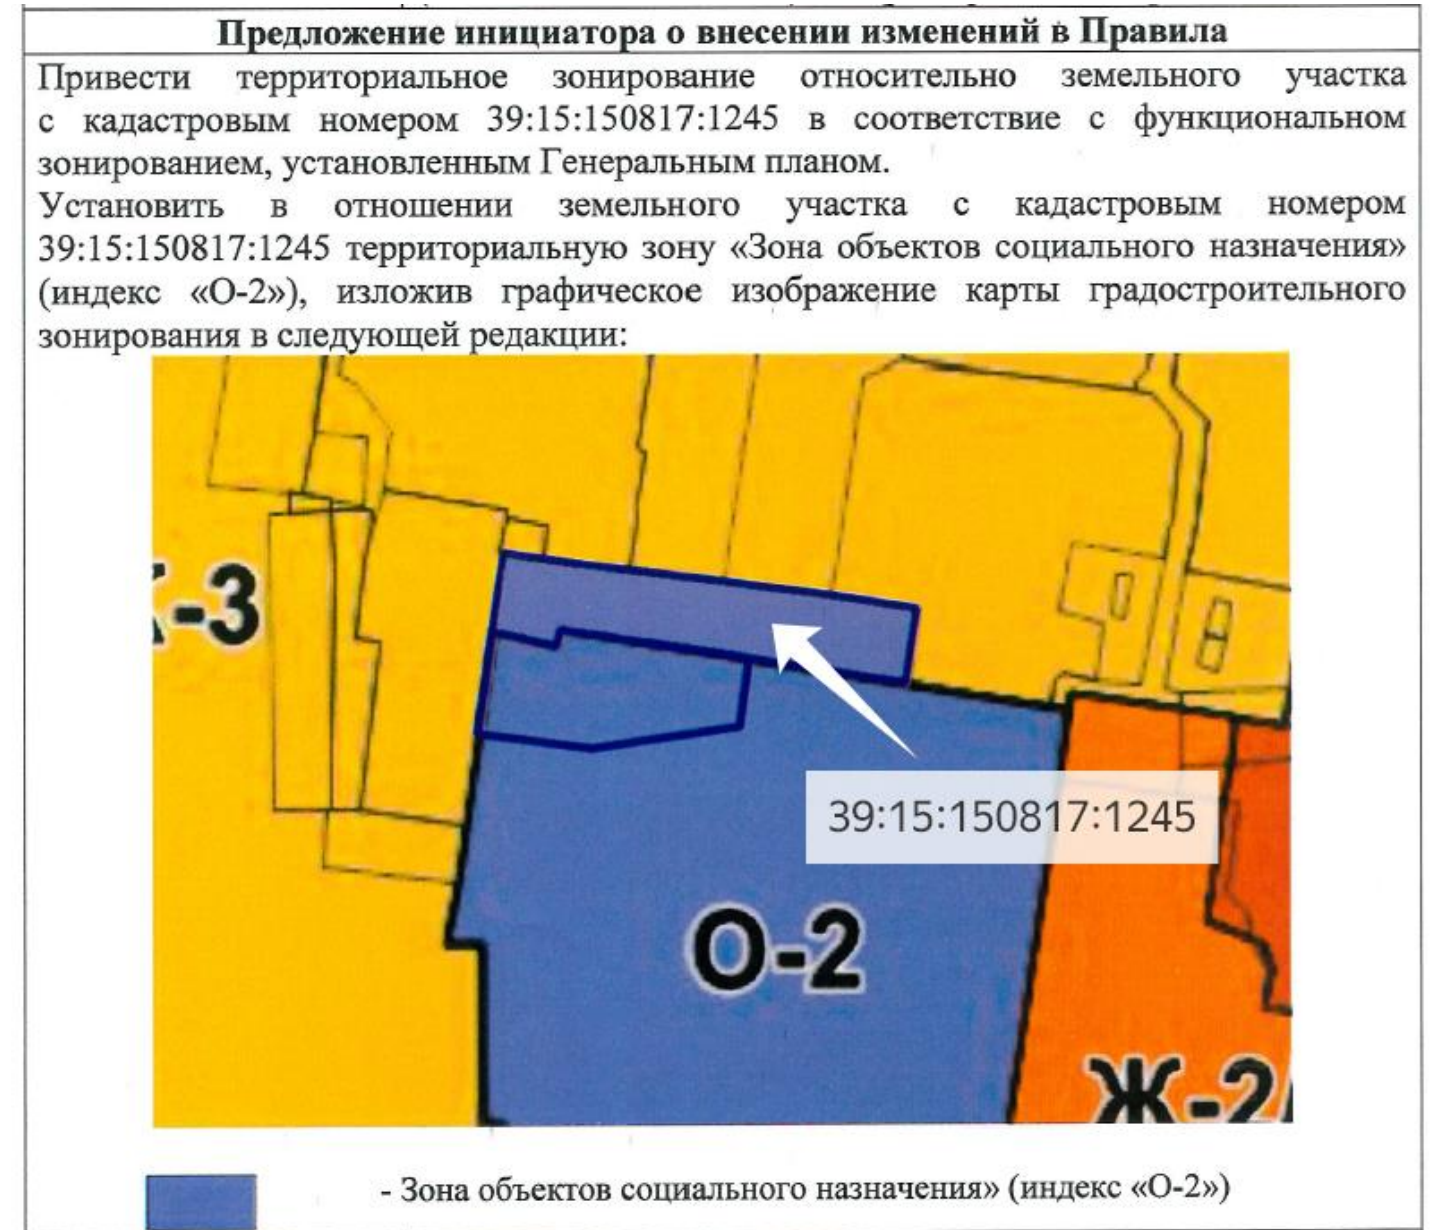 Предложение инициатора о внесении изменений в Правила
Привести территориальное зонирование относительно земельного участка
с кадастровым номером 39:15:150817:1245 в соответствие с функциональном
зонированием, установленным Генеральным планом.
Установить в отношении земельного участка с кадастровым номером
39:15:150817:1245 территориальную зону «Зона объектов социального назначения»
(индекс «О-2»), изложив графическое изображение карты градостроительного
зонирования в следующей редакции:
-3
39:15:150817:1245
О-2
Ж-2
- Зона объектов социального назначения» (индекс «О-2»)